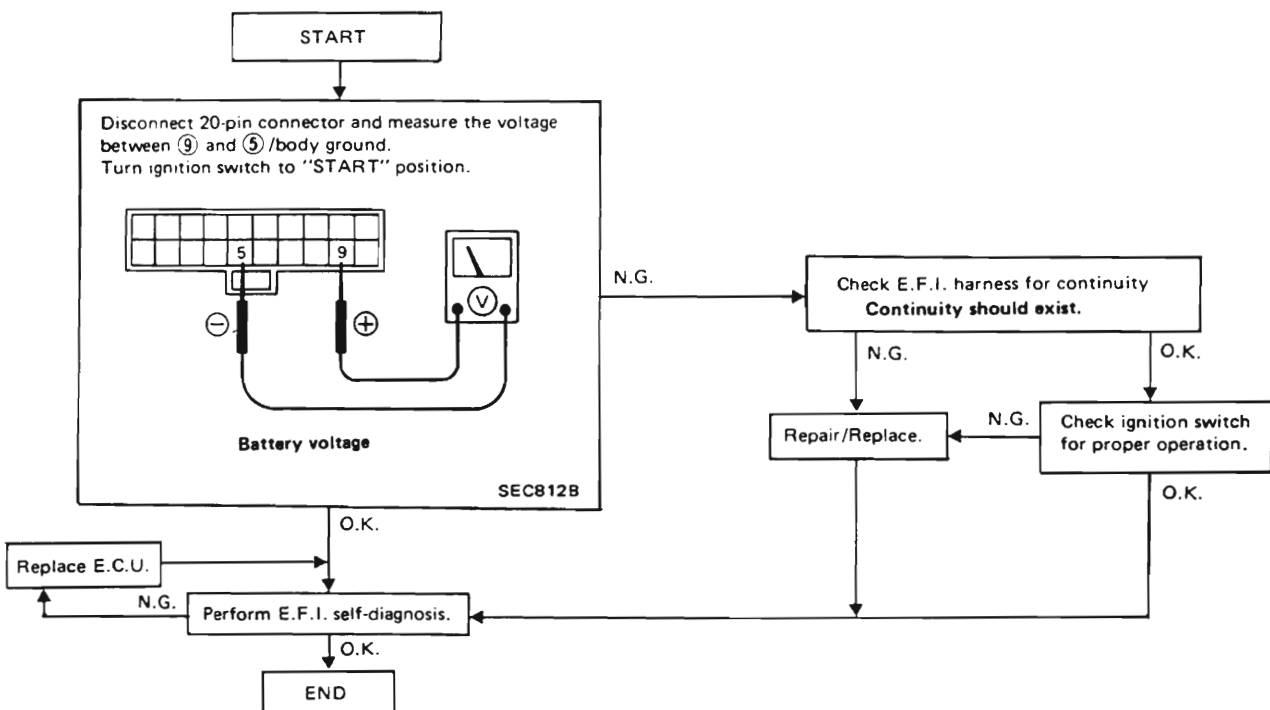 START
Disconnect 20-pin connector and measure the voltage
between ⑨ and ⑤ /body ground.
Turn ignition switch to "START" position.
5 9
V
⊖ ⊕
Battery voltage
SEC812B
N.G.
Check E.F.I. harness for continuity
Continuity should exist.
N.G.
O.K.
Repair/Replace.
N.G.
Check ignition switch
for proper operation.
O.K.
O.K.
Replace E.C.U.
N.G.
Perform E.F.I. self-diagnosis.
O.K.
END